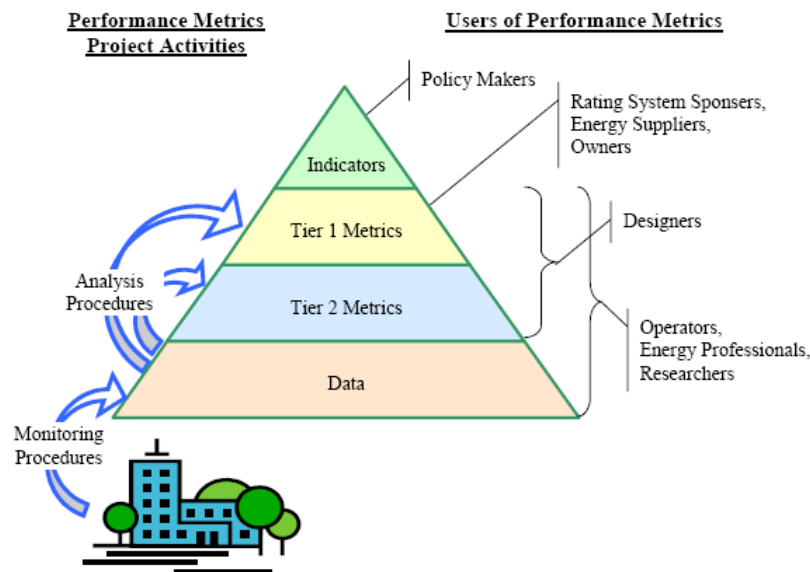 Performance Metrics
Project Activities
Users of Performance Metrics
Policy Makers
Rating System Sponsers,
Energy Suppliers,
Owners
Indicators
Tier 1 Metrics
Designers
Analysis
Procedures
Tier 2 Metrics
Operators,
Energy Professionals,
Researchers
Data
Monitoring
Procedures